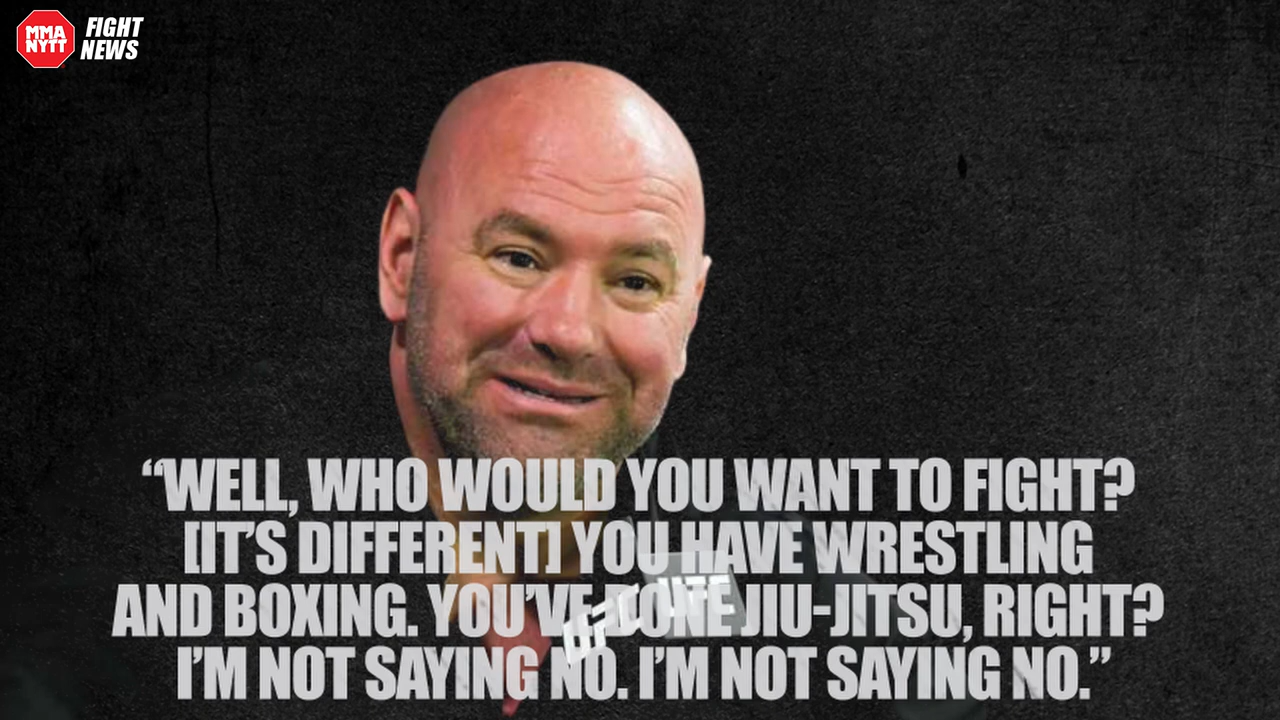 MMA
NYTT
FIGHT
NEWS
“WELL, WHO WOULD YOU WANT TO FIGHT?
[IT’S DIFFERENT] YOU HAVE WRESTLING
AND BOXING. YOU’VE DONE JIU-JITSU, RIGHT?
I’M NOT SAYING NO. I’M NOT SAYING NO.”
UFC